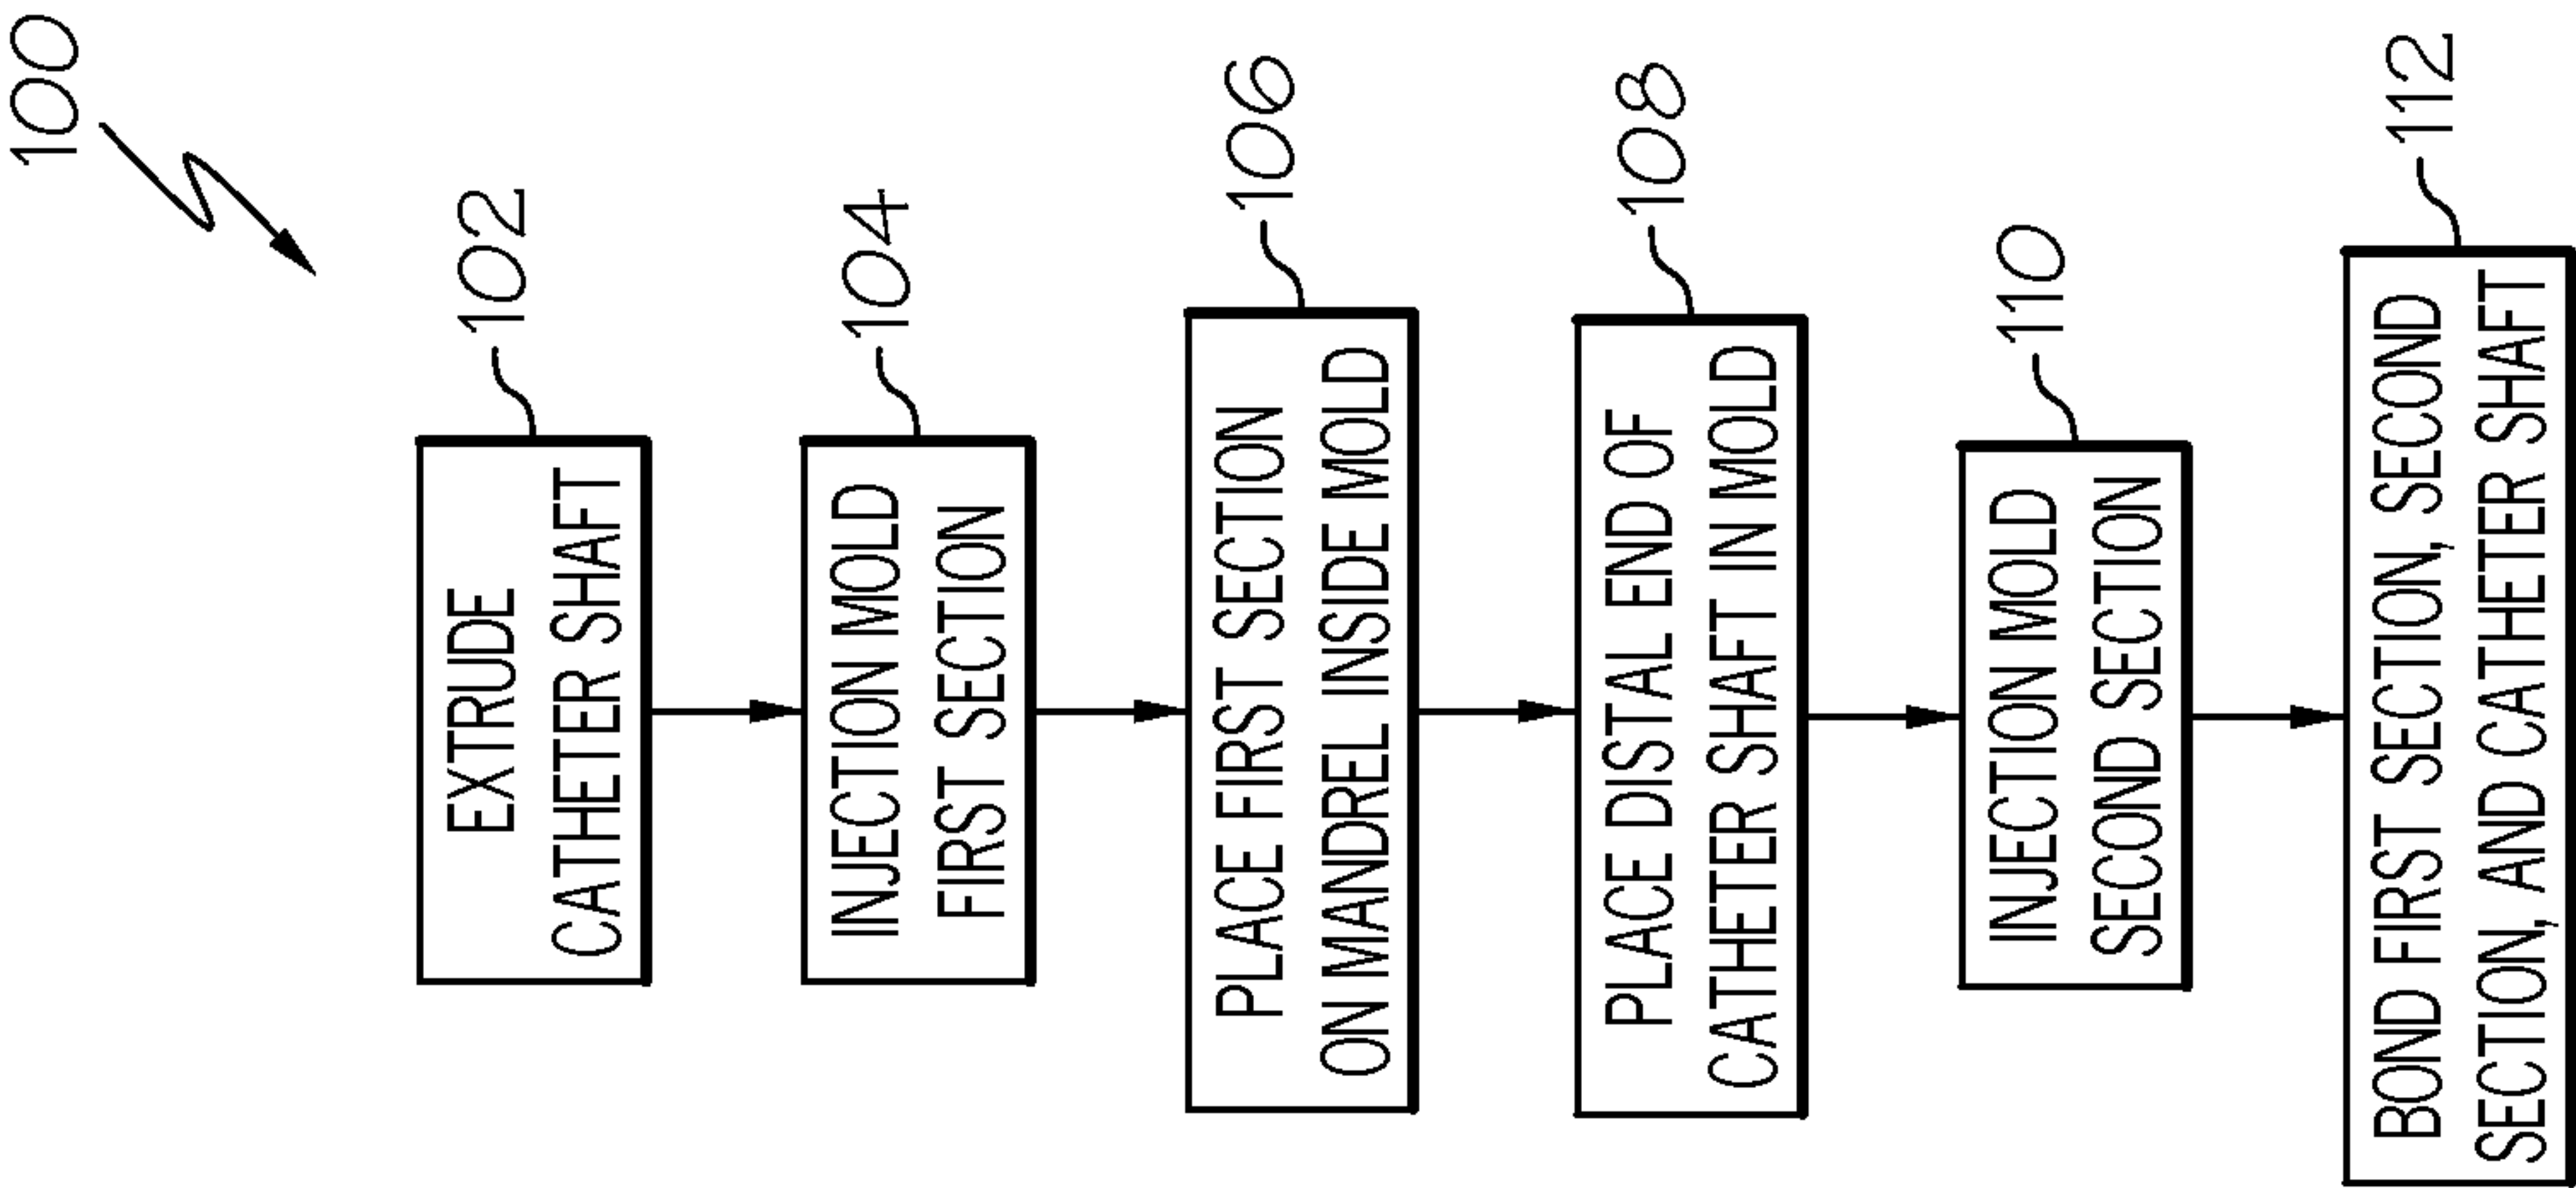 100
EXTRUDE
CATHETER SHAFT
102
INJECTION MOLD
FIRST SECTION
104
PLACE FIRST SECTION
ON MANDREL INSIDE MOLD
106
PLACE DISTAL END OF
CATHETER SHAFT IN MOLD
108
INJECTION MOLD
SECOND SECTION
110
BOND FIRST SECTION, SECOND
SECTION, AND CATHETER SHAFT
112